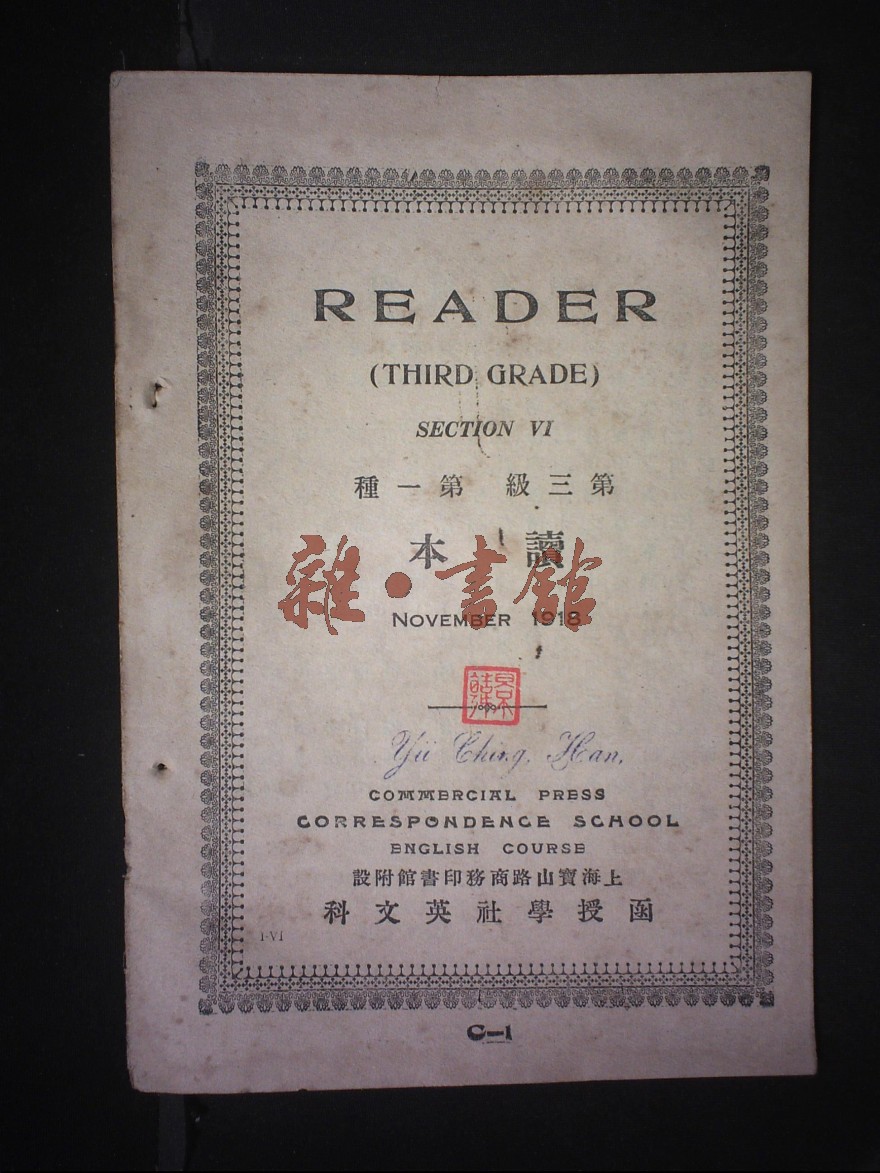 READER
(THIRD GRADE)
SECTION VI
第三級 第一種
讀本
雜·書館
NOVEMBER 1918
Yü Ching Han,
COMMERCIAL PRESS
CORRESPONDENCE SCHOOL
ENGLISH COURSE
上海寶山路商務印書館附設
函授學社英文科
I-VI
C-1